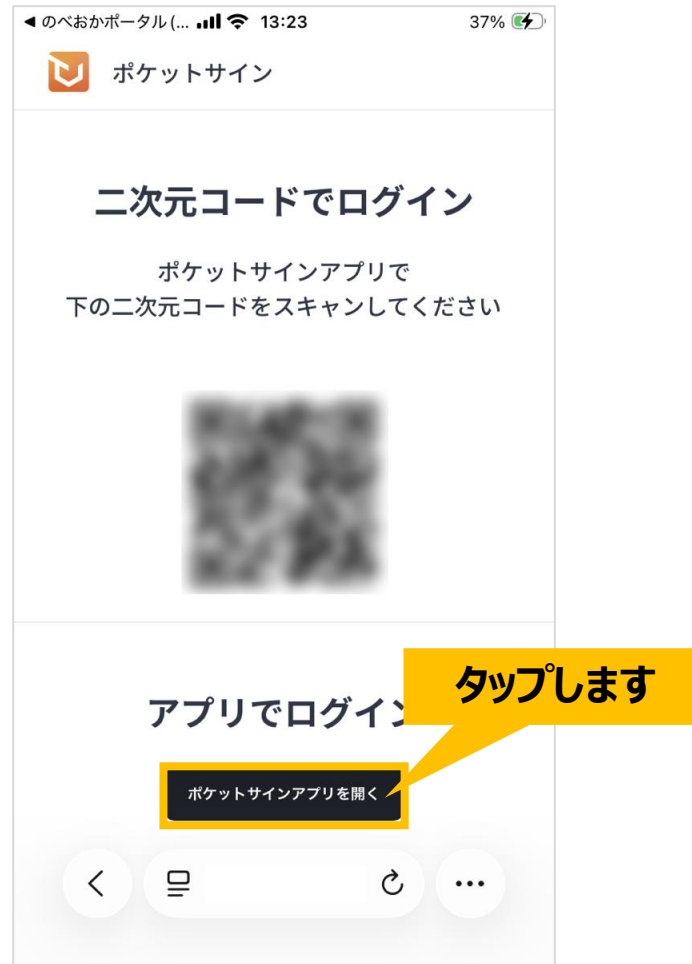 ◀ のべおかポータル (... 13:23 37%
ポケットサイン
二次元コードでログイン
ポケットサインアプリで
下の二次元コードをスキャンしてください
アプリでログイン
タップします
ポケットサインアプリを開く